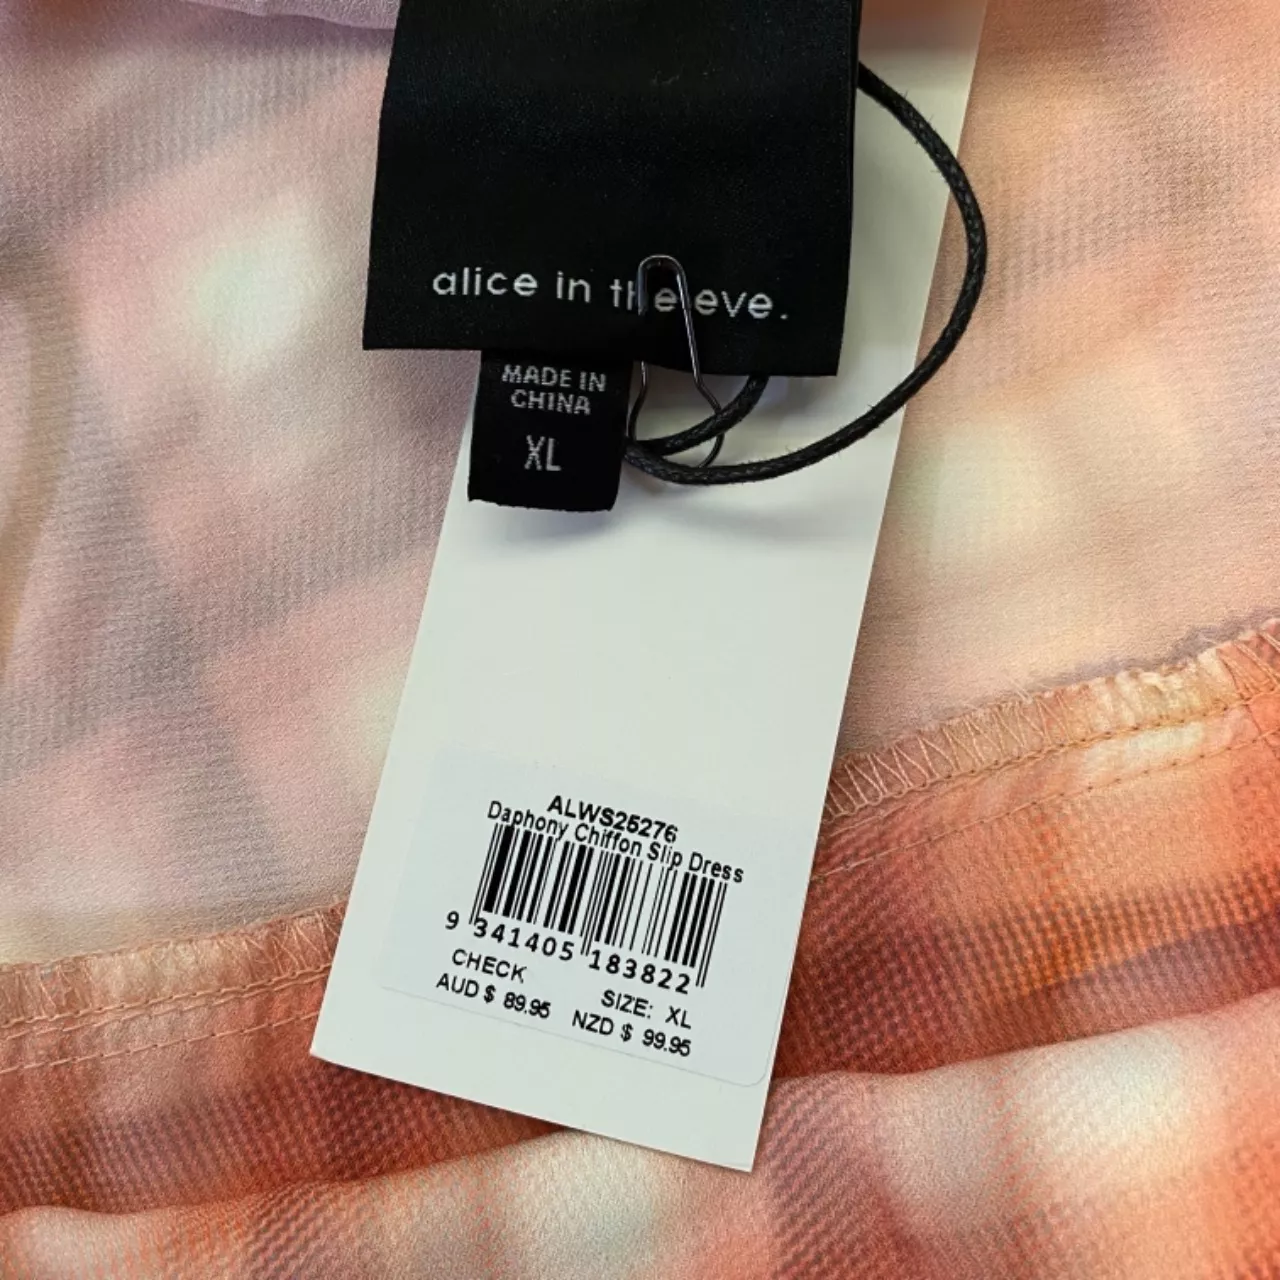 alice in the eve.
MADE IN
CHINA
XL
ALWS25276
Daphony Chiffon Slip Dress
9 341405 183822
CHECK
SIZE: XL
AUD $ 89.95 NZD $ 99.95